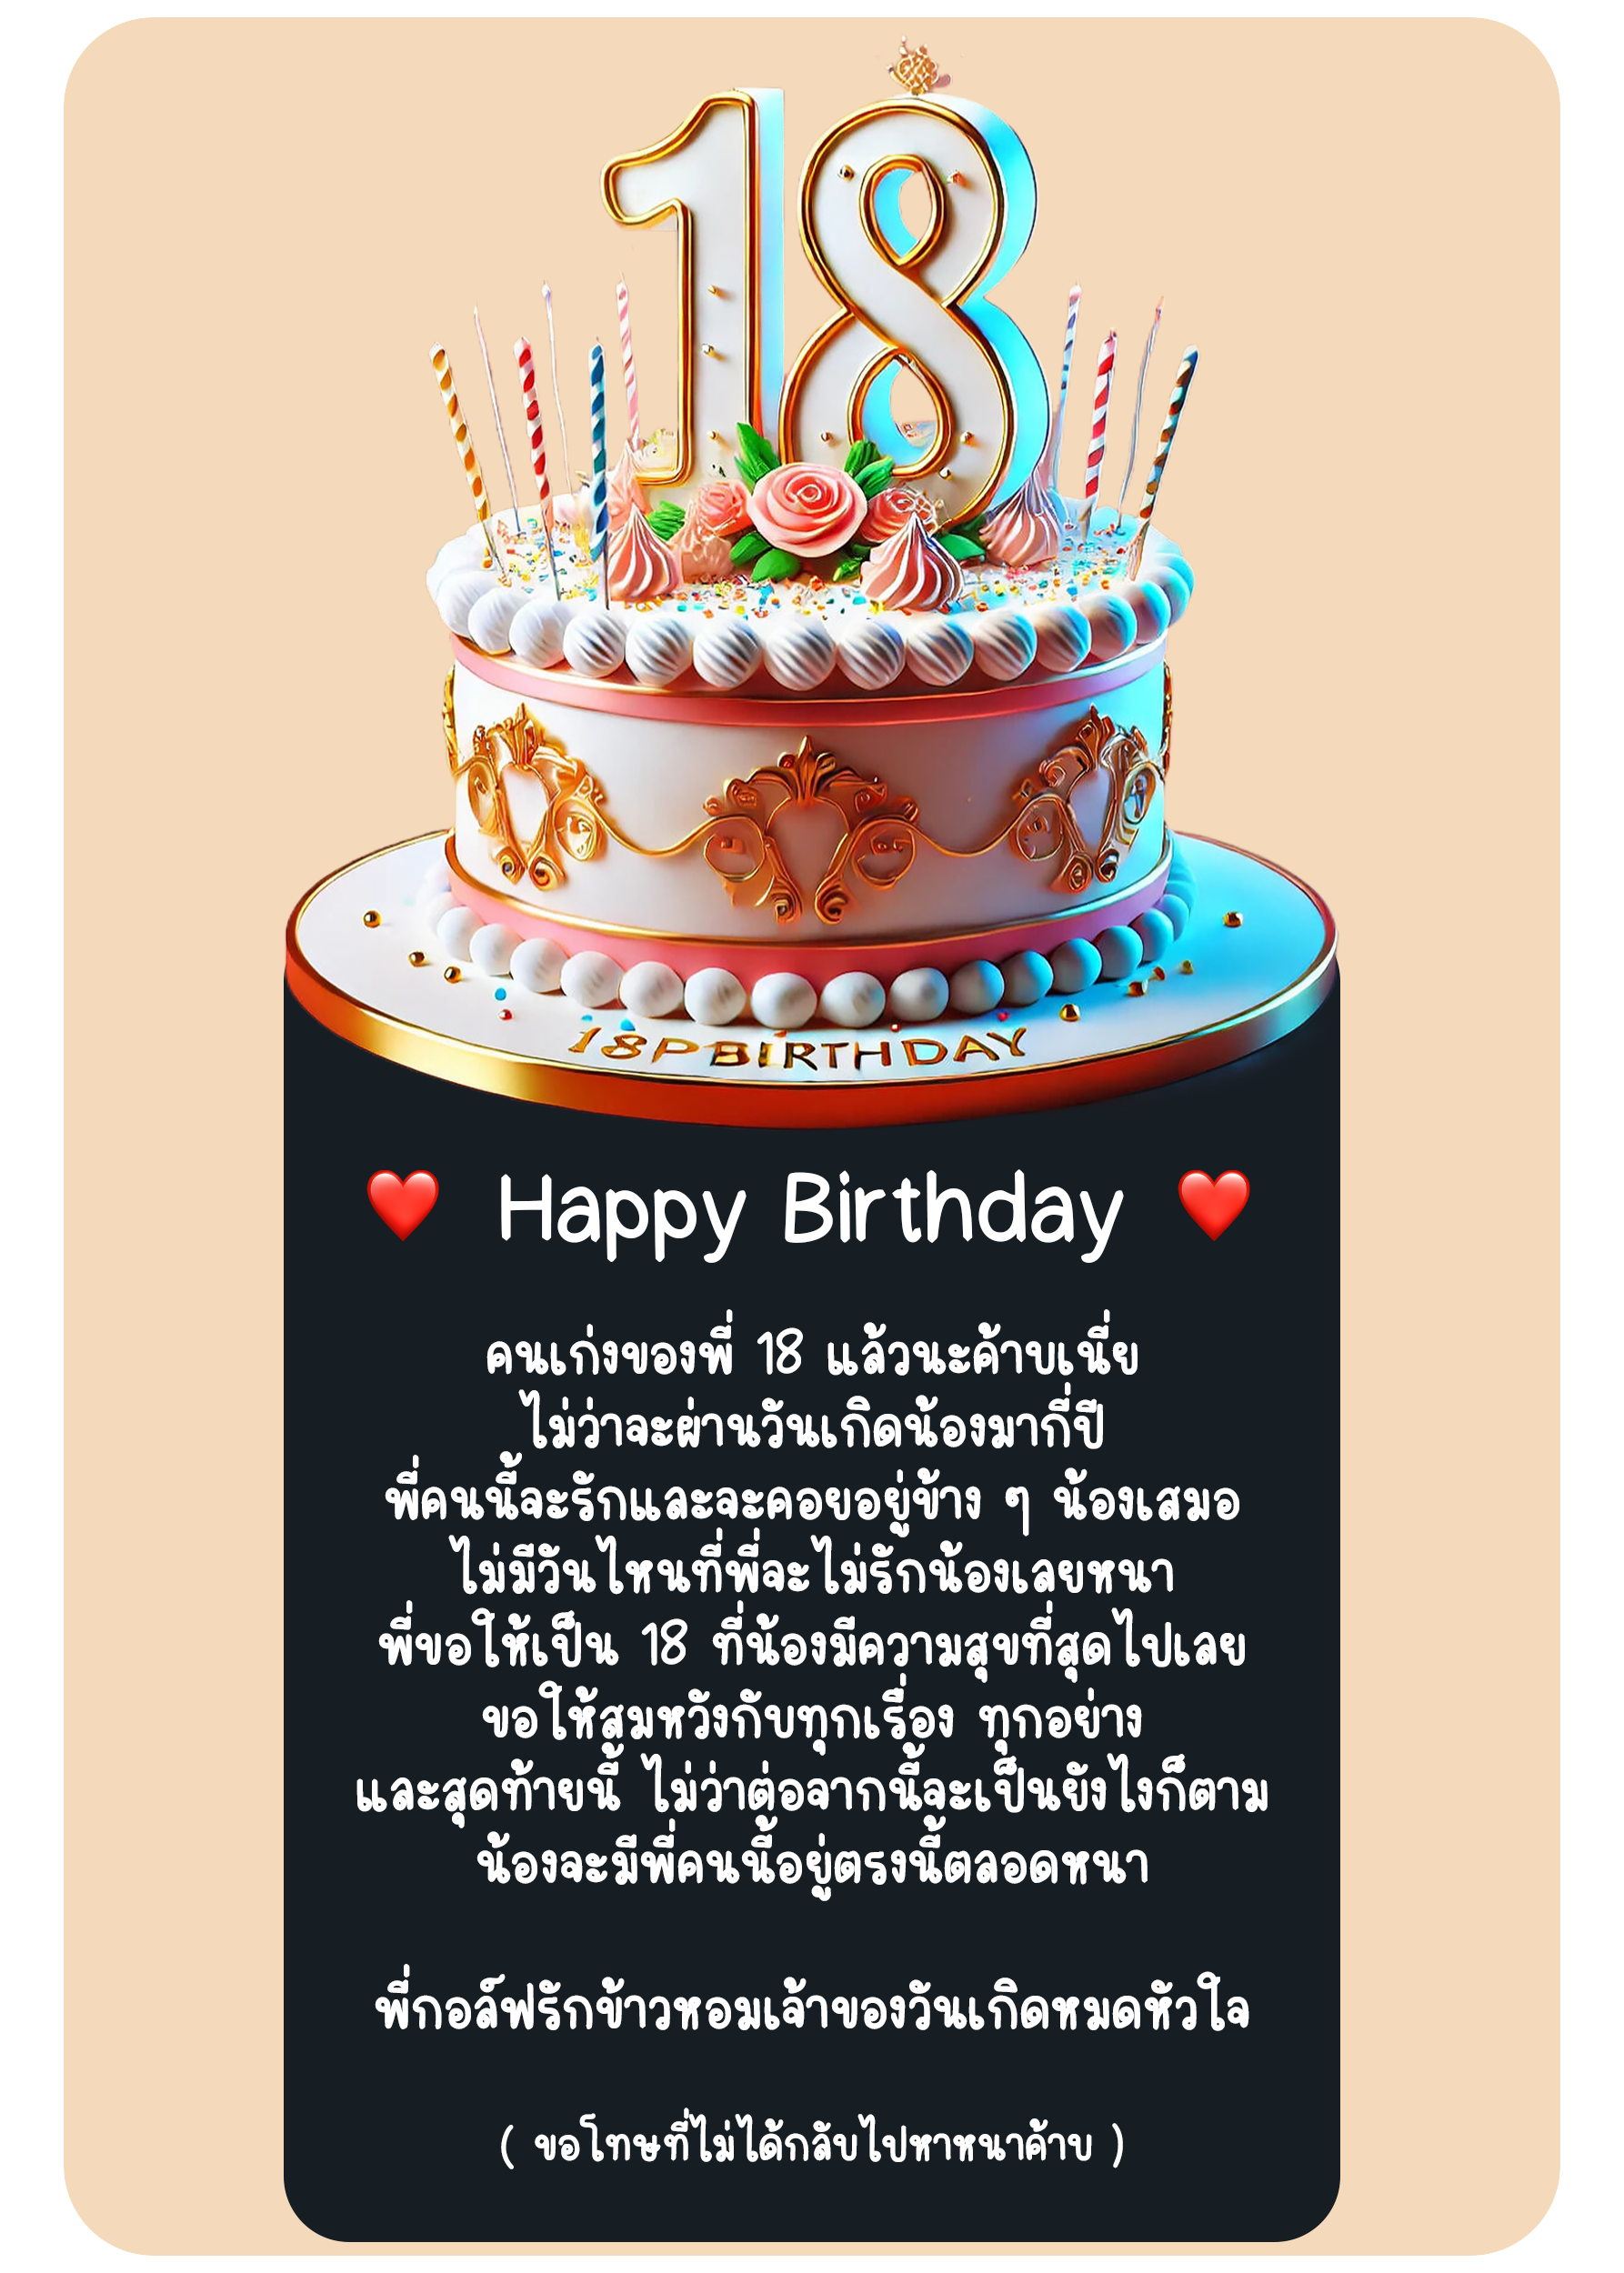 18
18PBIRTHDAY
❤️ Happy Birthday ❤️
คนเก่งของพี่ 18 แล้วนะค้าบเนี่ย
ไม่ว่าจะผ่านวันเกิดน้องมากี่ปี
พี่คนนี้จะรักและจะคอยอยู่ข้าง ๆ น้องเสมอ
ไม่มีวันไหนที่พี่จะไม่รักน้องเลยหนา
พี่ขอให้เป็น 18 ที่น้องมีความสุขที่สุดไปเลย
ขอให้สมหวังกับทุกเรื่อง ทุกอย่าง
และสุดท้ายนี้ ไม่ว่าต่อจากนี้จะเป็นยังไงก็ตาม
น้องจะมีพี่คนนี้อยู่ตรงนี้ตลอดหนา
พี่กอล์ฟรักข้าวหอมเจ้าของวันเกิดหมดหัวใจ
( ขอโทษที่ไม่ได้กลับไปหาหนาค้าบ )